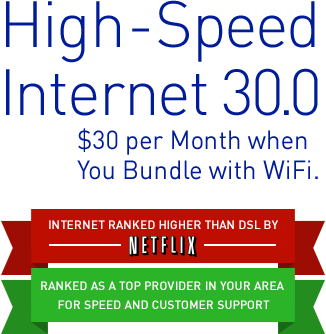 High-Speed
Internet 30.0
$30 per Month when
You Bundle with WiFi.
INTERNET RANKED HIGHER THAN DSL BY
NETFLIX
RANKED AS A TOP PROVIDER IN YOUR AREA
FOR SPEED AND CUSTOMER SUPPORT